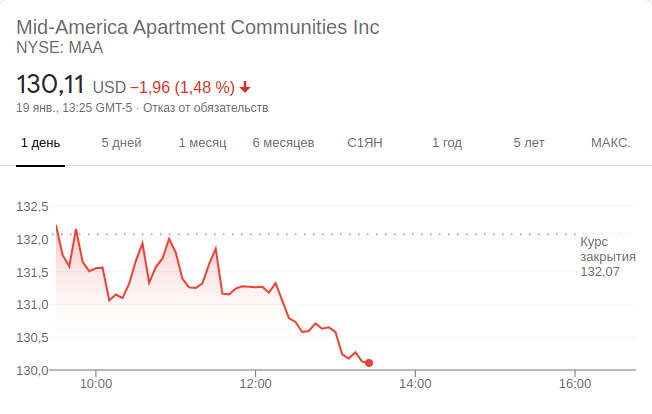 Mid-America Apartment Communities Inc
NYSE: MAA
130,11 USD −1,96 (1,48 %)
19 янв., 13:25 GMT-5 · Отказ от обязательств
1 день 5 дней 1 месяц 6 месяцев С1ЯН 1 год 5 лет МАКС.
132,5
132,0
131,5
131,0
130,5
130,0
Курс
закрытия
132,07
10:00 12:00 14:00 16:00